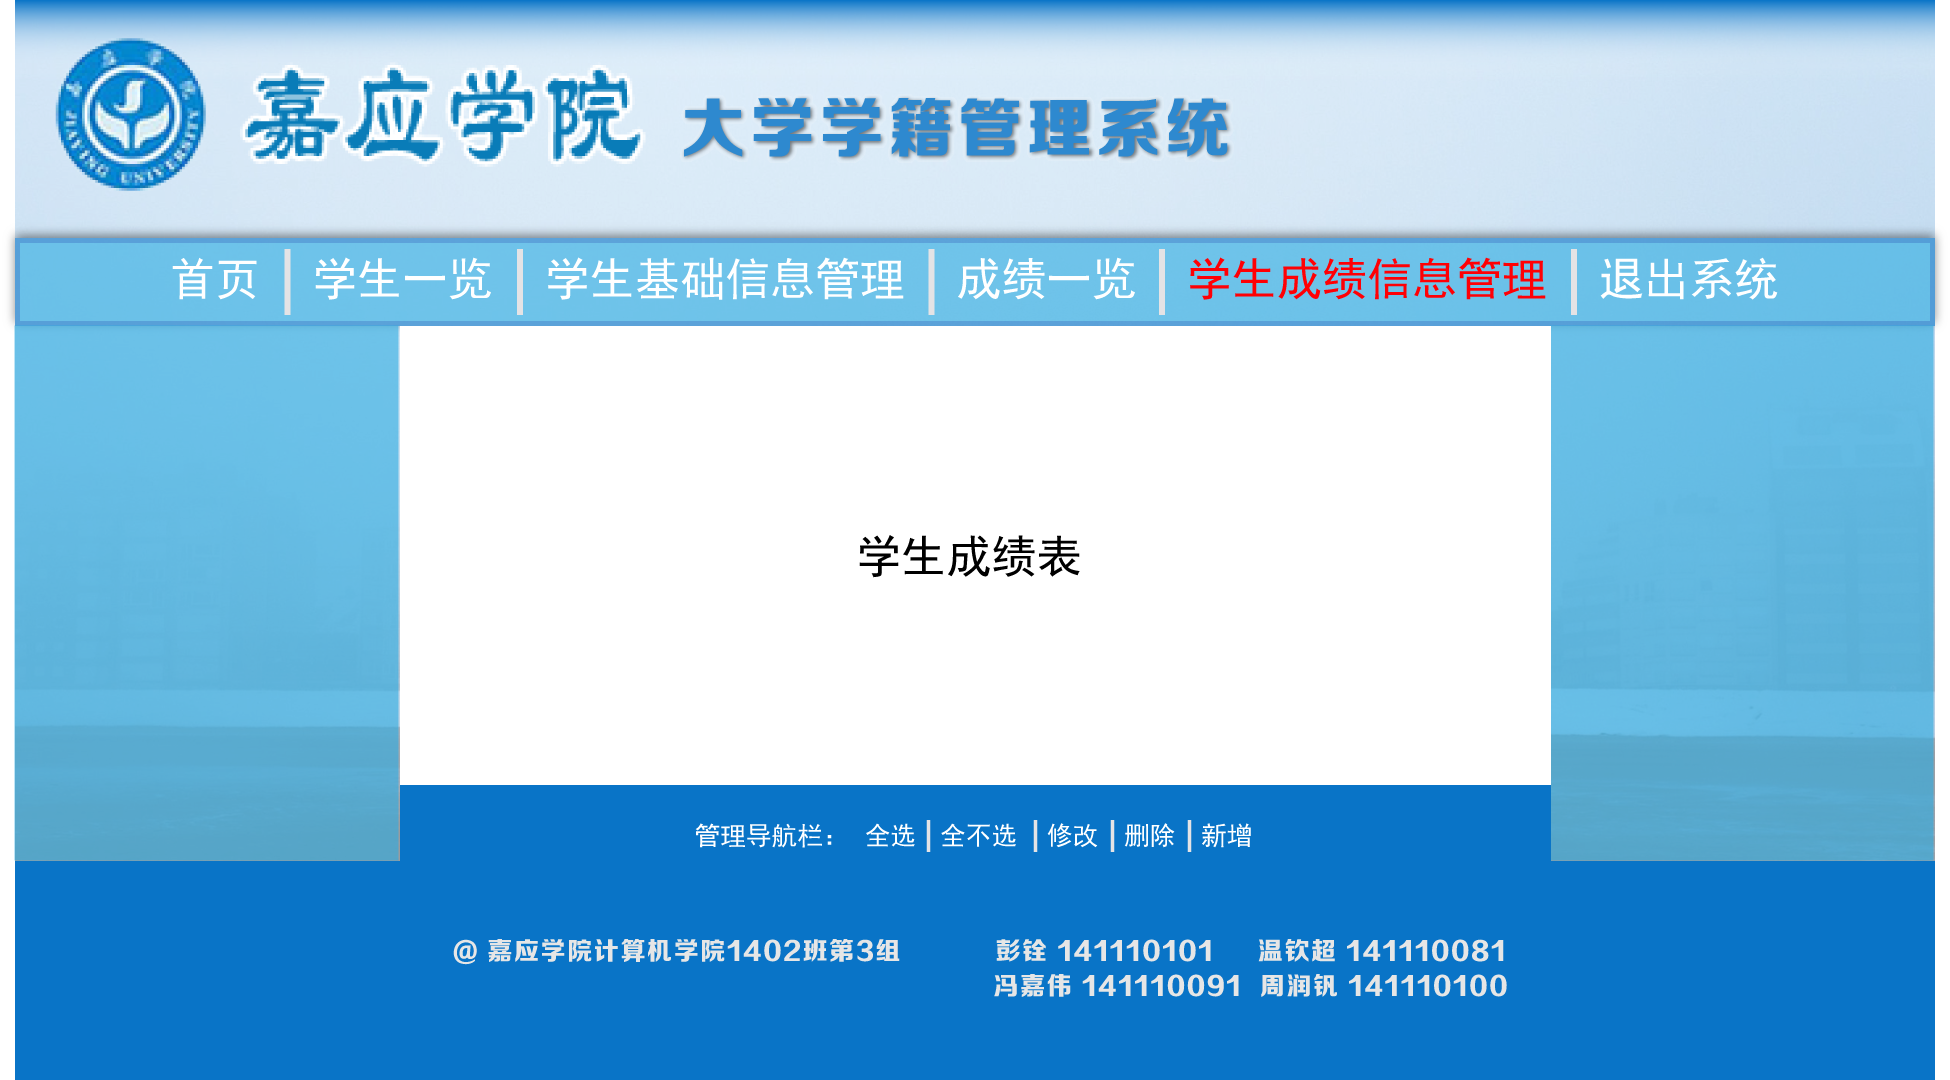 嘉应学院
JIAYING UNIVERSITY
嘉应学院 大学学籍管理系统
首页 学生一览 学生基础信息管理 成绩一览 学生成绩信息管理 退出系统
学生成绩表
管理导航栏： 全选 全不选 修改 删除 新增
@ 嘉应学院计算机学院1402班第3组 彭铨 141110101 温钦超 141110081
冯嘉伟 141110091 周润钒 141110100